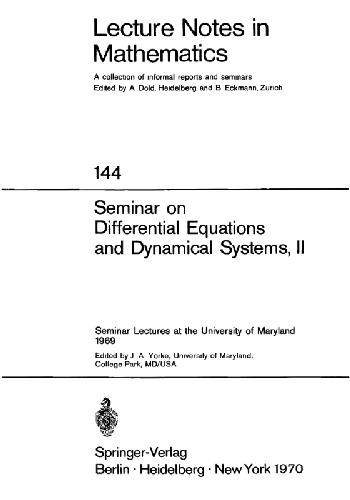 Lecture Notes in
Mathematics
A collection of informal reports and seminars
Edited by A. Dold, Heidelberg and B. Eckmann, Zürich
144
Seminar on
Differential Equations
and Dynamical Systems, II
Seminar Lectures at the University of Maryland
1969
Edited by J. A. Yorke, University of Maryland,
College Park, MD/USA
Springer-Verlag
Berlin · Heidelberg · New York 1970